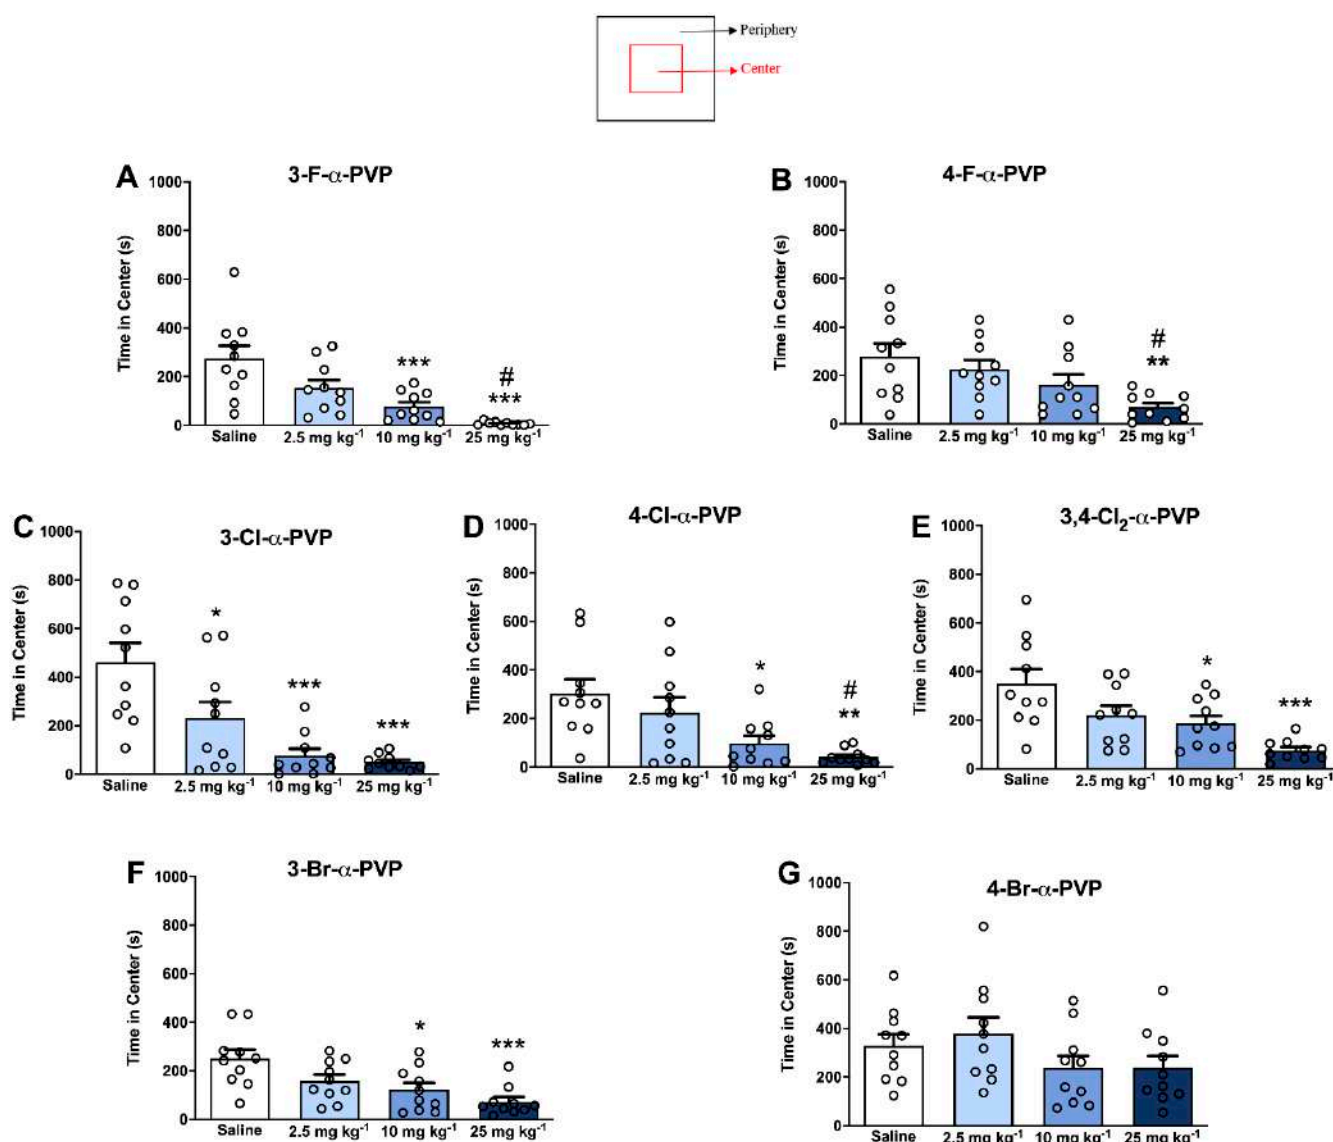 Periphery
Center
A 3-F-α-PVP
1000
800
600
400
200
0
Time in Center (s)
***
#
***
Saline 2.5 mg kg-1 10 mg kg-1 25 mg kg-1
B 4-F-α-PVP
1000
800
600
400
200
0
Time in Center (s)
#
**
Saline 2.5 mg kg-1 10 mg kg-1 25 mg kg-1
C 3-Cl-α-PVP
1000
800
600
400
200
0
Time in Center (s)
*
***
***
Saline 2.5 mg kg-1 10 mg kg-1 25 mg kg-1
D 4-Cl-α-PVP
1000
800
600
400
200
0
Time in Center (s)
*
#
**
Saline 2.5 mg kg-1 10 mg kg-1 25 mg kg-1
E 3,4-Cl2-α-PVP
1000
800
600
400
200
0
Time in Center (s)
*
***
Saline 2.5 mg kg-1 10 mg kg-1 25 mg kg-1
F 3-Br-α-PVP
1000
800
600
400
200
0
Time in Center (s)
*
***
Saline 2.5 mg kg-1 10 mg kg-1 25 mg kg-1
G 4-Br-α-PVP
1000
800
600
400
200
0
Time in Center (s)
Saline 2.5 mg kg-1 10 mg kg-1 25 mg kg-1